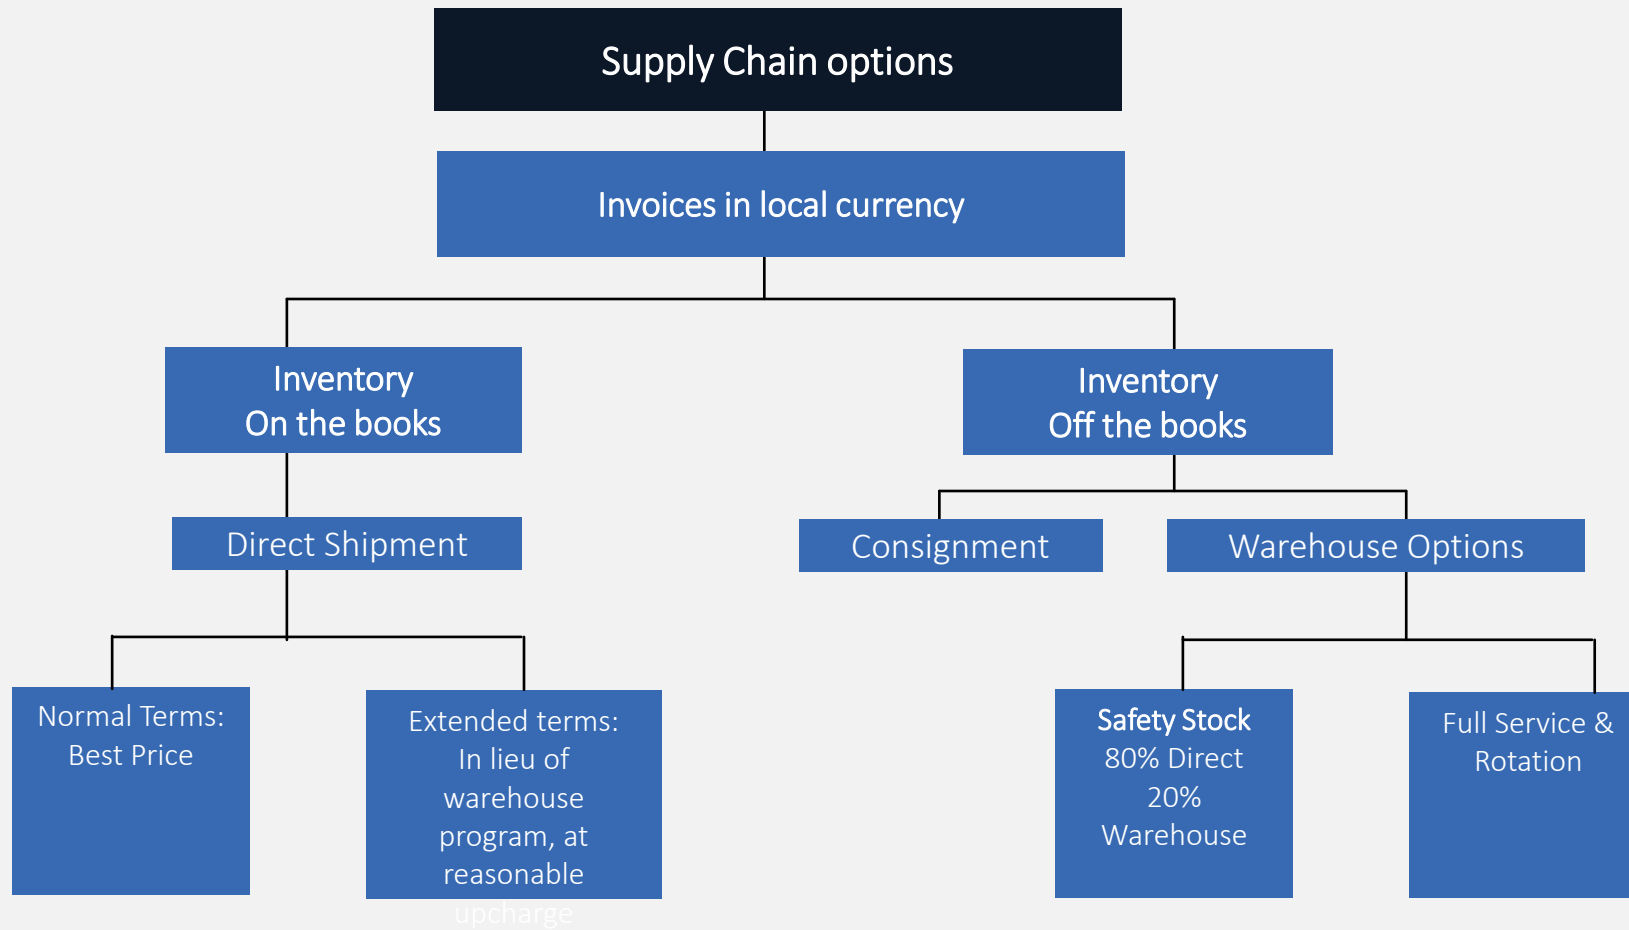 Supply Chain options
Invoices in local currency
Inventory
On the books
Inventory
Off the books
Direct Shipment
Consignment
Warehouse Options
Normal Terms:
Best Price
Extended terms:
In lieu of
warehouse
program, at
reasonable
upcharge
Safety Stock
80% Direct
20%
Warehouse
Full Service &
Rotation